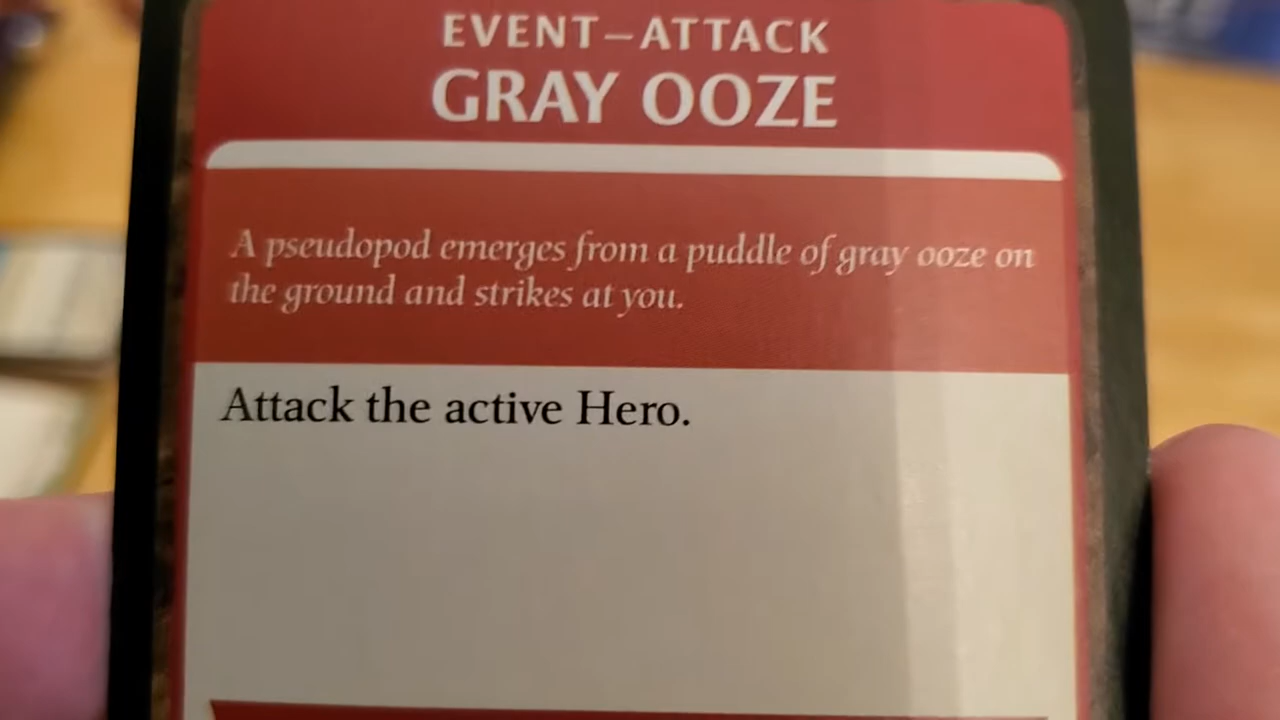 EVENT–ATTACK
GRAY OOZE
A pseudopod emerges from a puddle of gray ooze on
the ground and strikes at you.
Attack the active Hero.